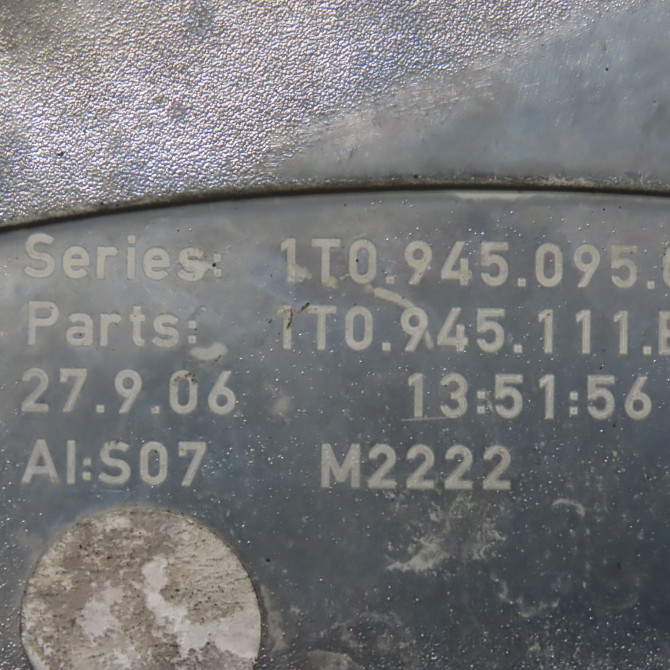 Series: 1T0.945.095.
Parts: 1T0.945.111.
27.9.06 13:51:56
AI:S07 M2222